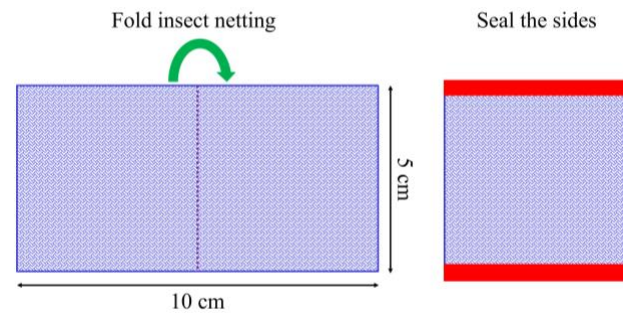 Fold insect netting
Seal the sides
5 cm
10 cm